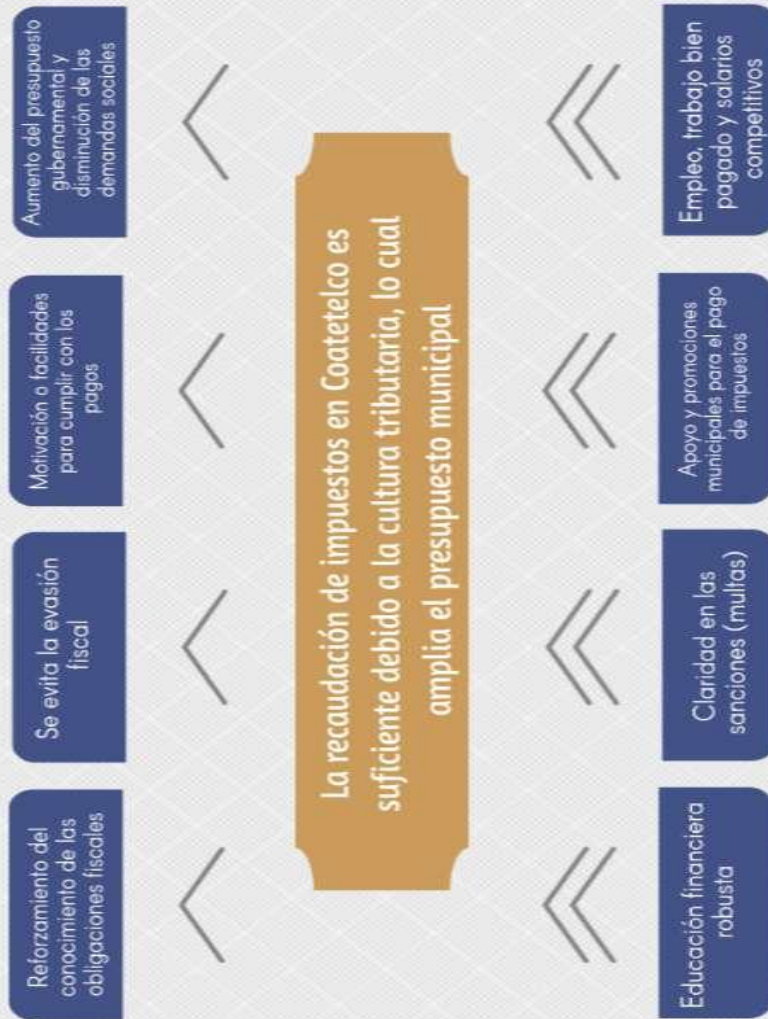 Reforzamiento del
conocimiento de las
obligaciones fiscales
Se evita la evasión
fiscal
Motivación o facilidades
para cumplir con los
pagos
Aumento del presupuesto
gubernamental y
disminución de las
demandas sociales
La recaudación de impuestos en Coatetelco es
suficiente debido a la cultura tributaria, lo cual
amplia el presupuesto municipal
Educación financiera
robusta
Claridad en las
sanciones (multas)
Apoyo y promociones
municipales para el pago
de impuestos
Empleo, trabajo bien
pagado y salarios
competitivos